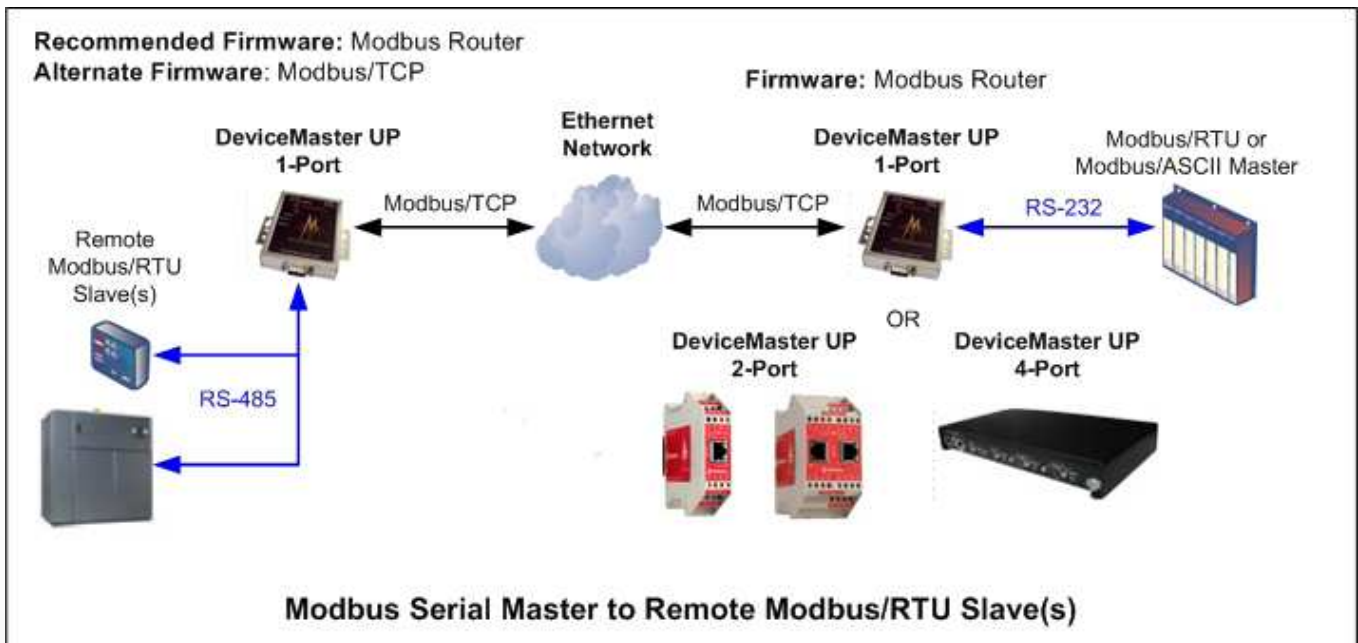 Recommended Firmware: Modbus Router
Alternate Firmware: Modbus/TCP
Firmware: Modbus Router
DeviceMaster UP
1-Port
Ethernet
Network
DeviceMaster UP
1-Port
Modbus/RTU or
Modbus/ASCII Master
Modbus/TCP
Modbus/TCP
RS-232
Remote
Modbus/RTU
Slave(s)
RS-485
OR
DeviceMaster UP
2-Port
DeviceMaster UP
4-Port
Modbus Serial Master to Remote Modbus/RTU Slave(s)